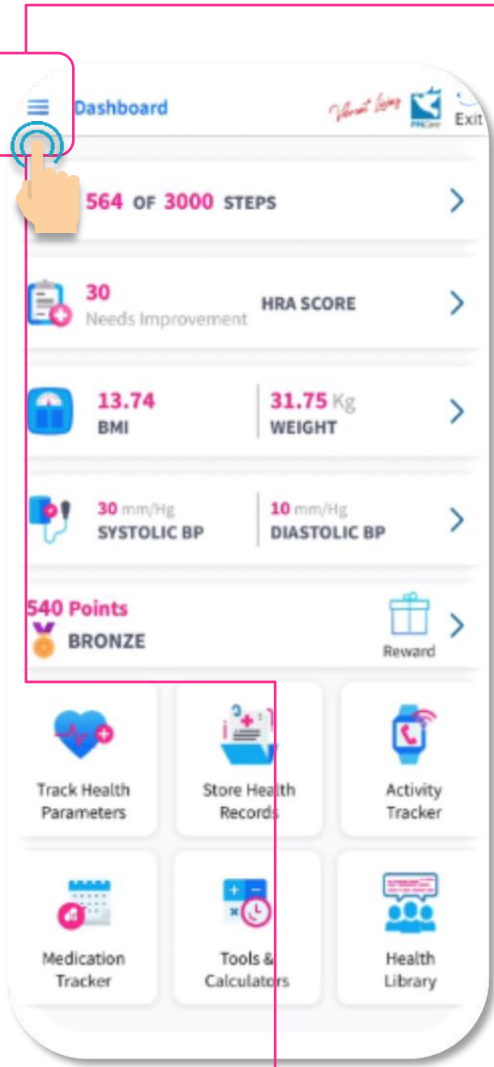 Dashboard
Vibrant living
Exit
564 OF 3000 STEPS
30
Needs Improvement
HRA SCORE
13.74
BMI
31.75 Kg
WEIGHT
30 mm/Hg
SYSTOLIC BP
10 mm/Hg
DIASTOLIC BP
540 Points
BRONZE
Reward
Track Health
Parameters
Store Health
Records
Activity
Tracker
Medication
Tracker
Tools &
Calculators
Health
Library